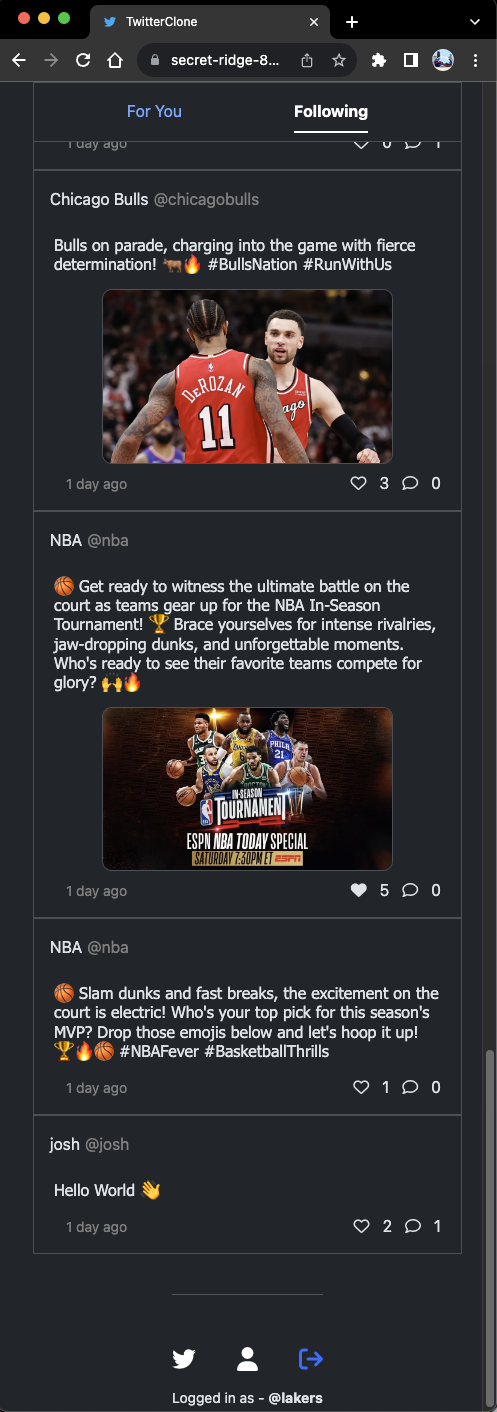 TwitterClone
secret-ridge-8...
For You
Following
1 day ago 0 1
Chicago Bulls @chicagobulls
Bulls on parade, charging into the game with fierce
determination! 🐂🔥 #BullsNation #RunWithUs
DeROZAN
11
ago
1 day ago 3 0
NBA @nba
🏀 Get ready to witness the ultimate battle on the
court as teams gear up for the NBA In-Season
Tournament! 🏆 Brace yourselves for intense rivalries,
jaw-dropping dunks, and unforgettable moments.
Who's ready to see their favorite teams compete for
glory? 🙌🔥
PHILA
21
IN-SEASON
TOURNAMENT
ESPN NBA TODAY SPECIAL
SATURDAY 7:30PM ET ESPN
1 day ago 5 0
NBA @nba
🏀 Slam dunks and fast breaks, the excitement on the
court is electric! Who's your top pick for this season's
MVP? Drop those emojis below and let's hoop it up!
🏆🔥🏀 #NBAFever #BasketballThrills
1 day ago 1 0
josh @josh
Hello World 👋
1 day ago 2 1
Logged in as - @lakers